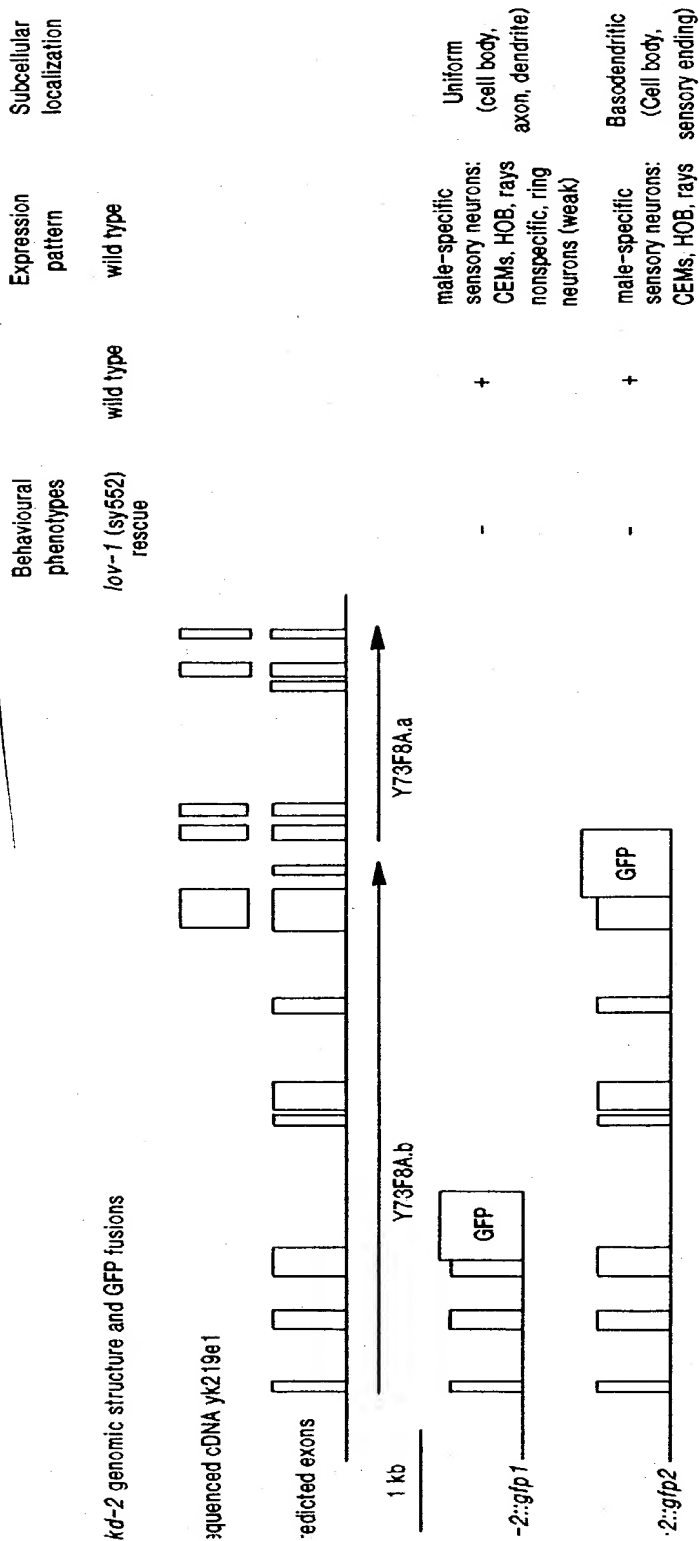 Behavioural phenotypes
Expression pattern
Subcellular localization
kd-2 genomic structure and GFP fusions
lov-1 (sy552) rescue
wild type
wild type
equenced cDNA yk219e1
redicted exons
Y73F8A.b
Y73F8A.a
1 kb
-2::gfp1
GFP
-
+
male-specific
sensory neurons:
CEMs, HOB, rays
nonspecific, ring
neurons (weak)
Uniform
(cell body,
axon, dendrite)
2::gfp2
GFP
-
+
male-specific
sensory neurons:
CEMs, HOB, rays
Basodendritic
(Cell body,
sensory ending)